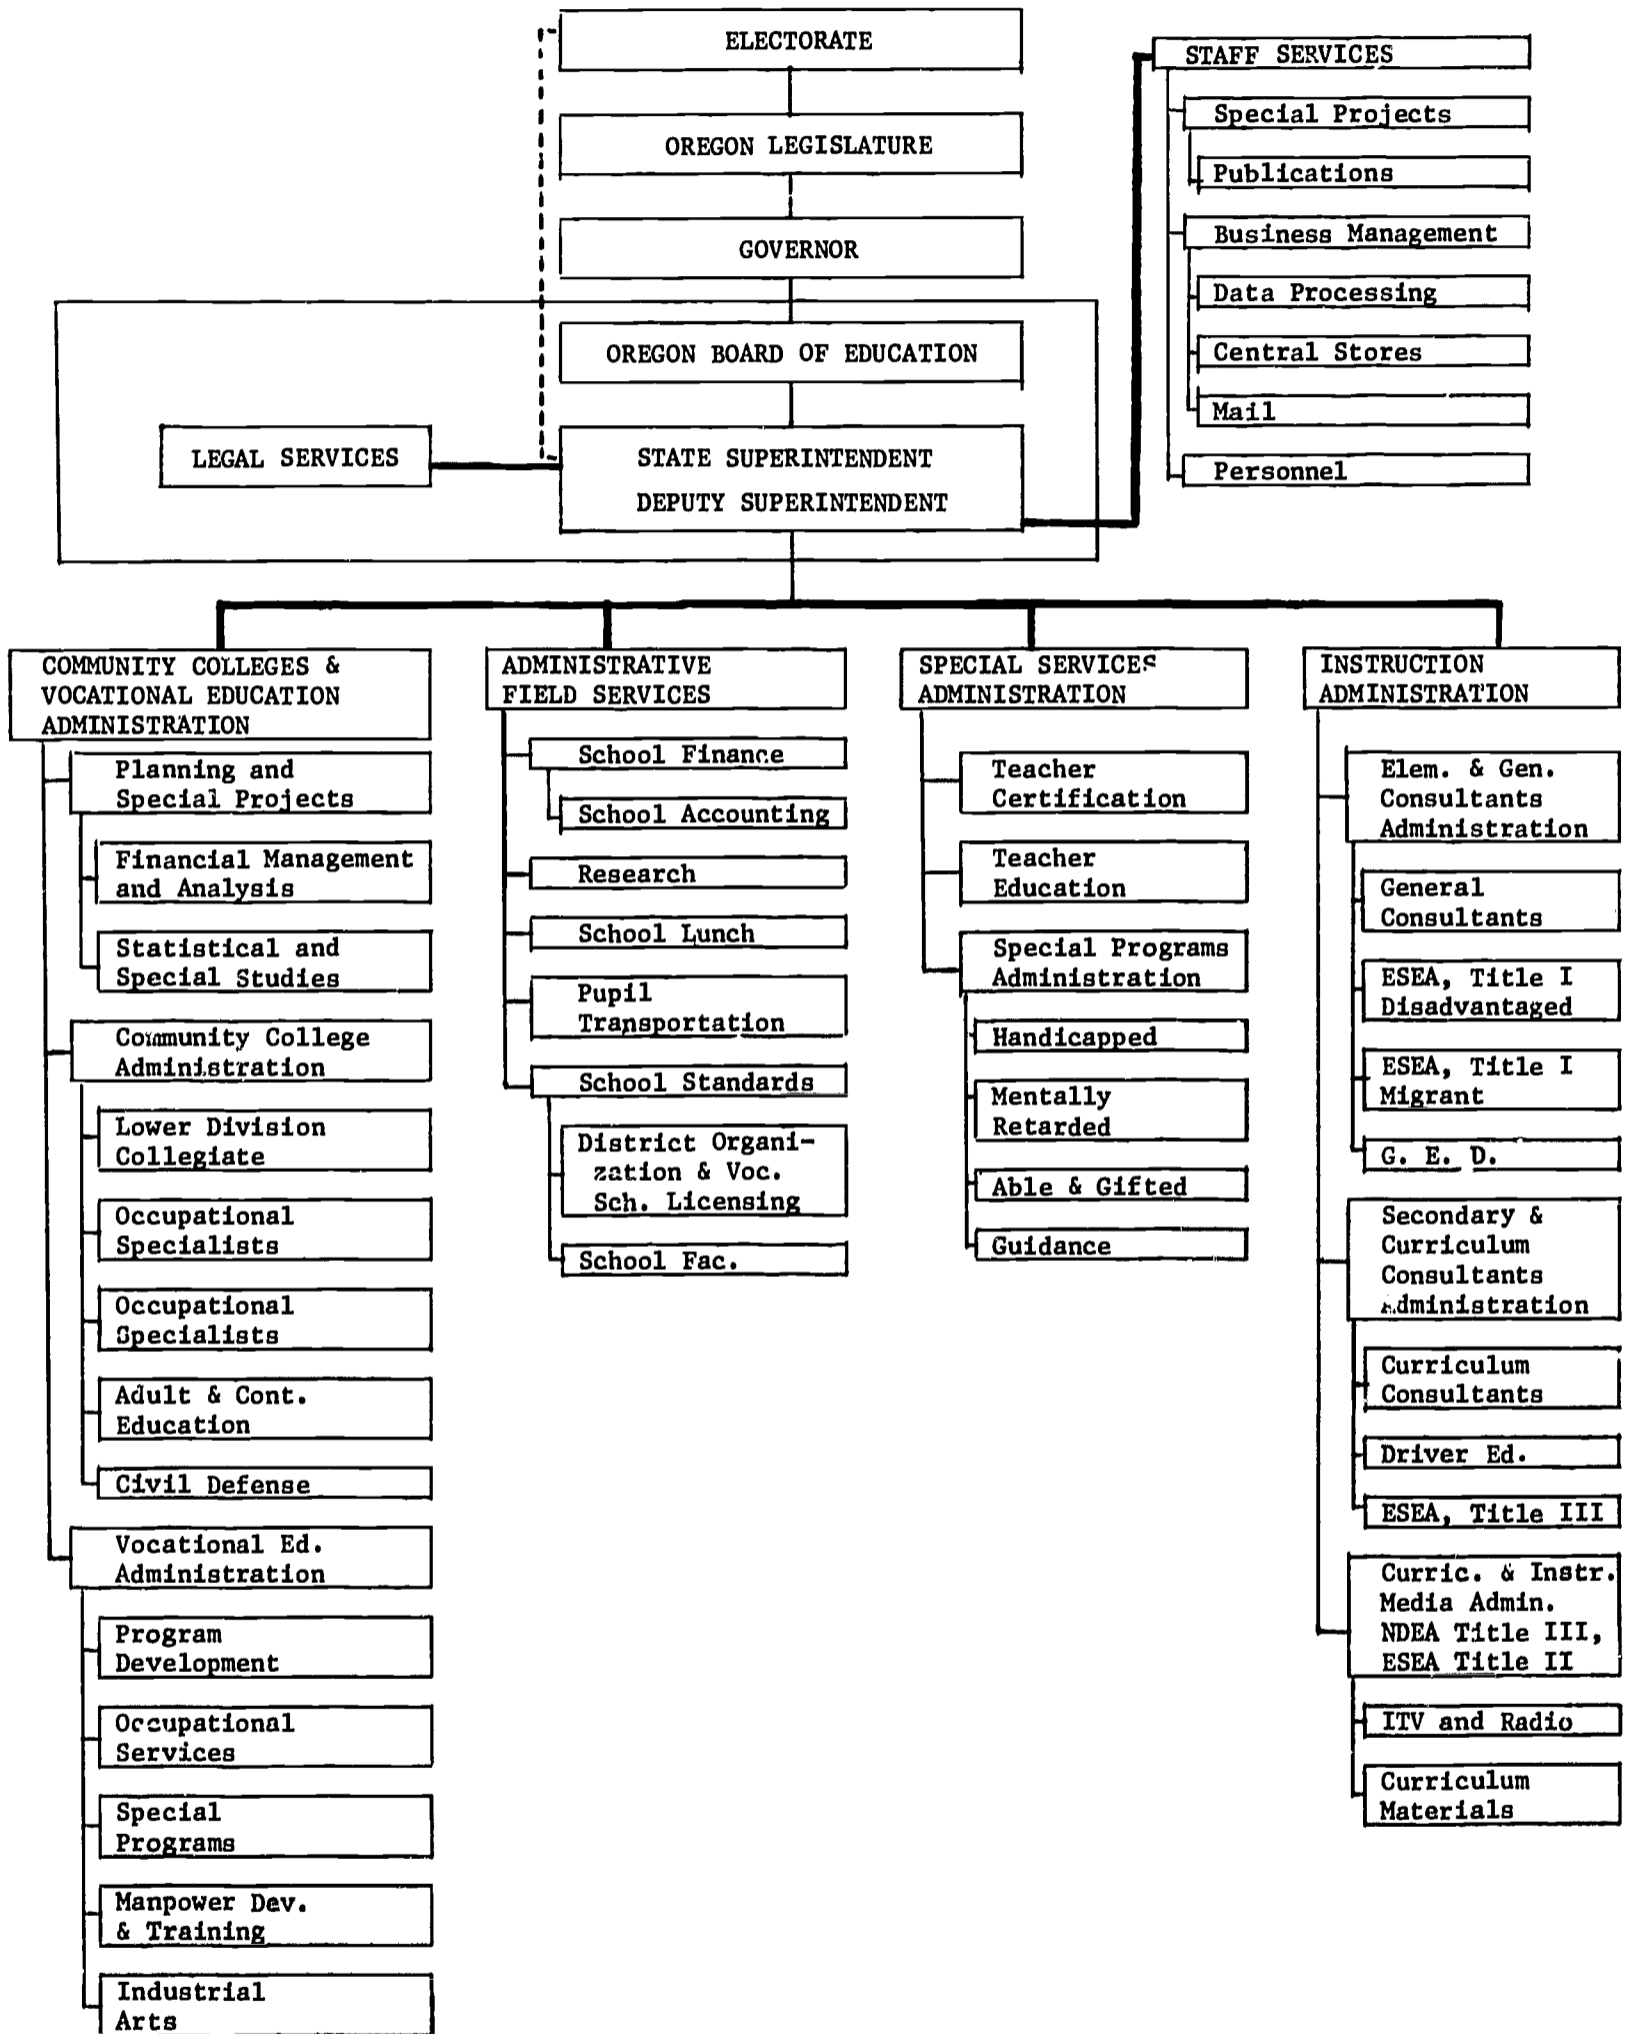 ELECTORATE
OREGON LEGISLATURE
GOVERNOR
OREGON BOARD OF EDUCATION
LEGAL SERVICES
STATE SUPERINTENDENT
DEPUTY SUPERINTENDENT
STAFF SERVICES
Special Projects
Publications
Business Management
Data Processing
Central Stores
Mail
Personnel
COMMUNITY COLLEGES &
VOCATIONAL EDUCATION
ADMINISTRATION
Planning and
Special Projects
Financial Management
and Analysis
Statistical and
Special Studies
Community College
Administration
Lower Division
Collegiate
Occupational
Specialists
Occupational
Specialists
Adult & Cont.
Education
Civil Defense
Vocational Ed.
Administration
Program
Development
Occupational
Services
Special
Programs
Manpower Dev.
& Training
Industrial
Arts
ADMINISTRATIVE
FIELD SERVICES
School Finance
School Accounting
Research
School Lunch
Pupil
Transportation
School Standards
District Organi-
zation & Voc.
Sch. Licensing
School Fac.
SPECIAL SERVICES
ADMINISTRATION
Teacher
Certification
Teacher
Education
Special Programs
Administration
Handicapped
Mentally
Retarded
Able & Gifted
Guidance
INSTRUCTION
ADMINISTRATION
Elem. & Gen.
Consultants
Administration
General
Consultants
ESEA, Title I
Disadvantaged
ESEA, Title I
Migrant
G. E. D.
Secondary &
Curriculum
Consultants
Administration
Curriculum
Consultants
Driver Ed.
ESEA, Title III
Curric. & Instr.
Media Admin.
NDEA Title III,
ESEA Title II
ITV and Radio
Curriculum
Materials